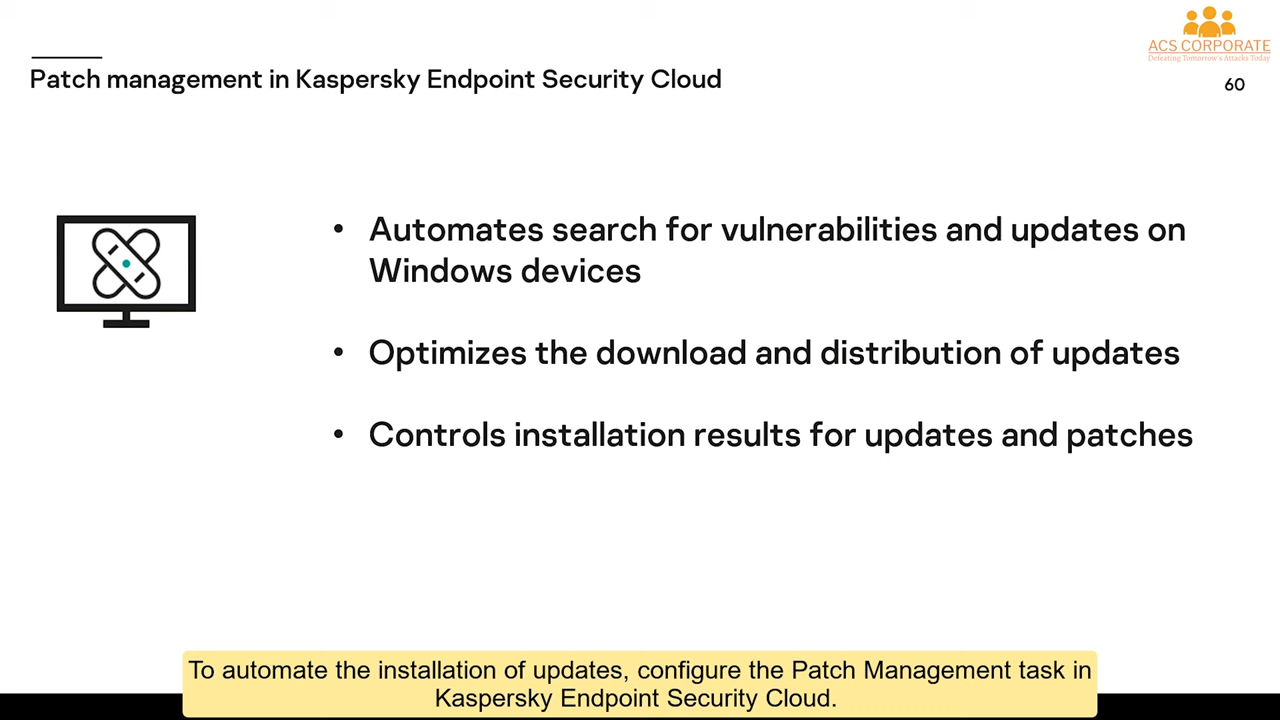 ACS CORPORATE
Defeating Tomorrow's Attacks Today
Patch management in Kaspersky Endpoint Security Cloud
60
• Automates search for vulnerabilities and updates on
Windows devices
• Optimizes the download and distribution of updates
• Controls installation results for updates and patches
To automate the installation of updates, configure the Patch Management task in
Kaspersky Endpoint Security Cloud.